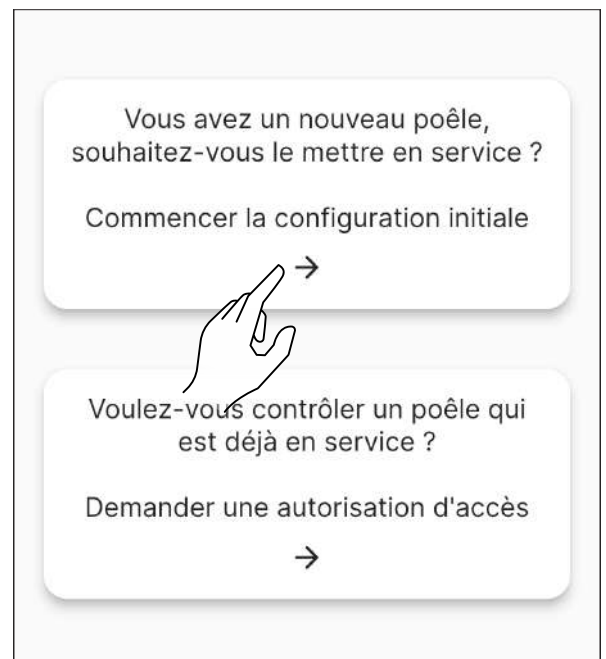 Vous avez un nouveau poêle,
souhaitez-vous le mettre en service ?
Commencer la configuration initiale
→
Voulez-vous contrôler un poêle qui
est déjà en service ?
Demander une autorisation d'accès
→